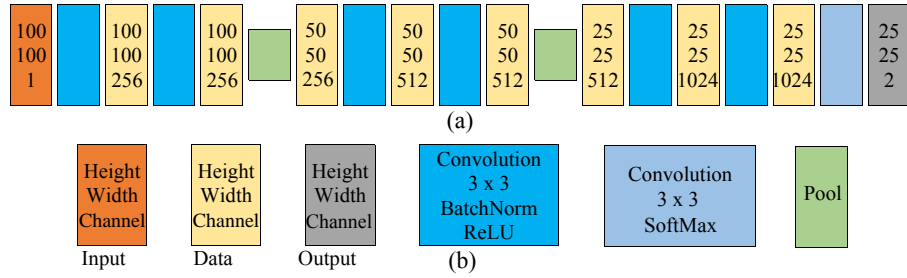 100
100
1
100
100
256
100
100
256
50
50
256
50
50
512
50
50
512
25
25
512
25
25
1024
25
25
1024
25
25
2
(a)
Height
Width
Channel
Input
Height
Width
Channel
Data
Height
Width
Channel
Output
Convolution
3 x 3
BatchNorm
ReLU
Convolution
3 x 3
SoftMax
Pool
(b)